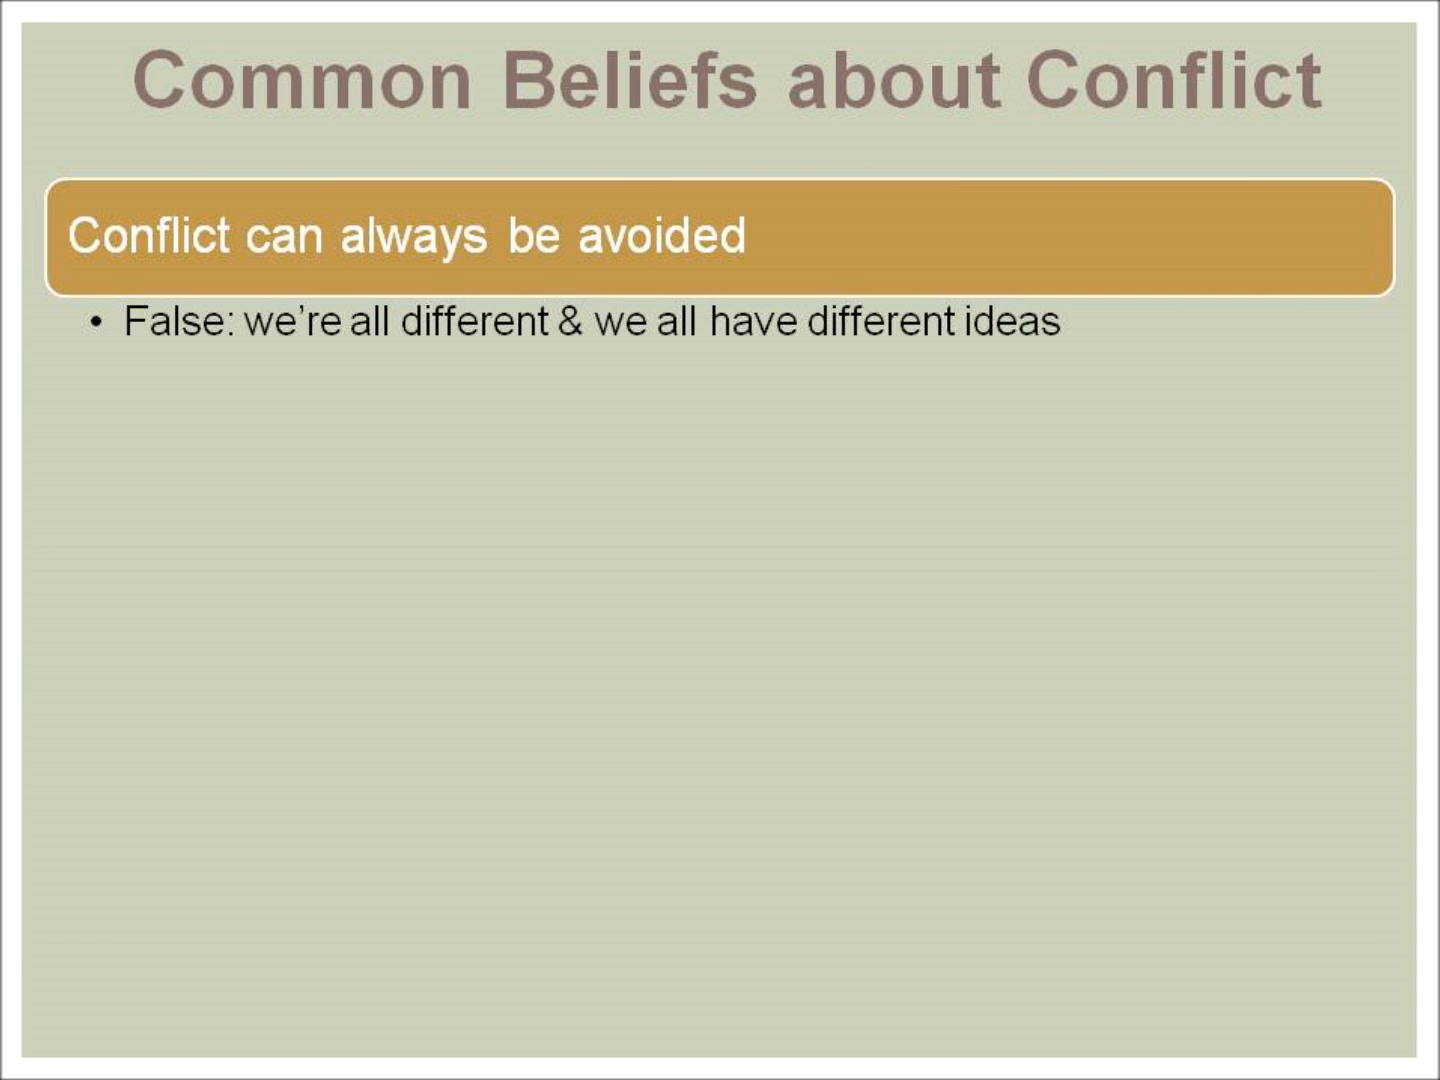 Common Beliefs about Conflict
Conflict can always be avoided
• False: we’re all different & we all have different ideas